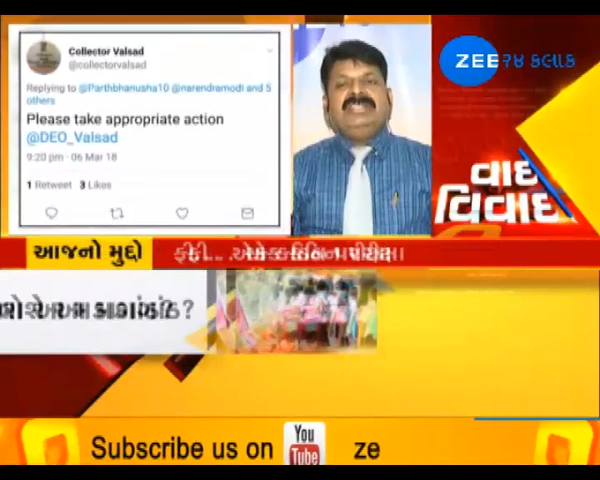 Collector Valsad
@collectorvalsad
Replying to @Parthbhanusha10 @narendramodi and 5
others
Please take appropriate action
@DEO_Valsad
9:20 pm · 06 Mar 18
1 Retweet 3 Likes
ZEE ૨૪ કલાક
વાદ
વિવાદ
આજનો મુદ્દો
Subscribe us on You Tube ze